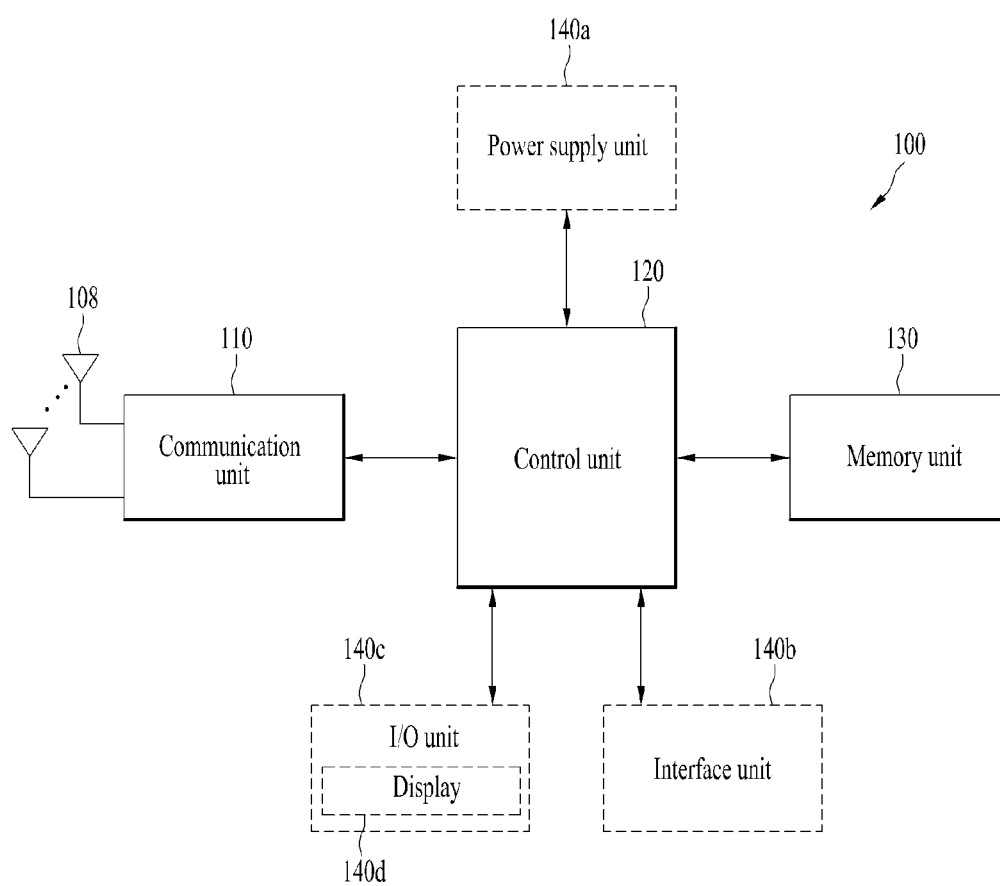 140a
Power supply unit
100
120
108
110
130
Communication
unit
Control unit
Memory unit
140c
140b
I/O unit
Display
Interface unit
140d